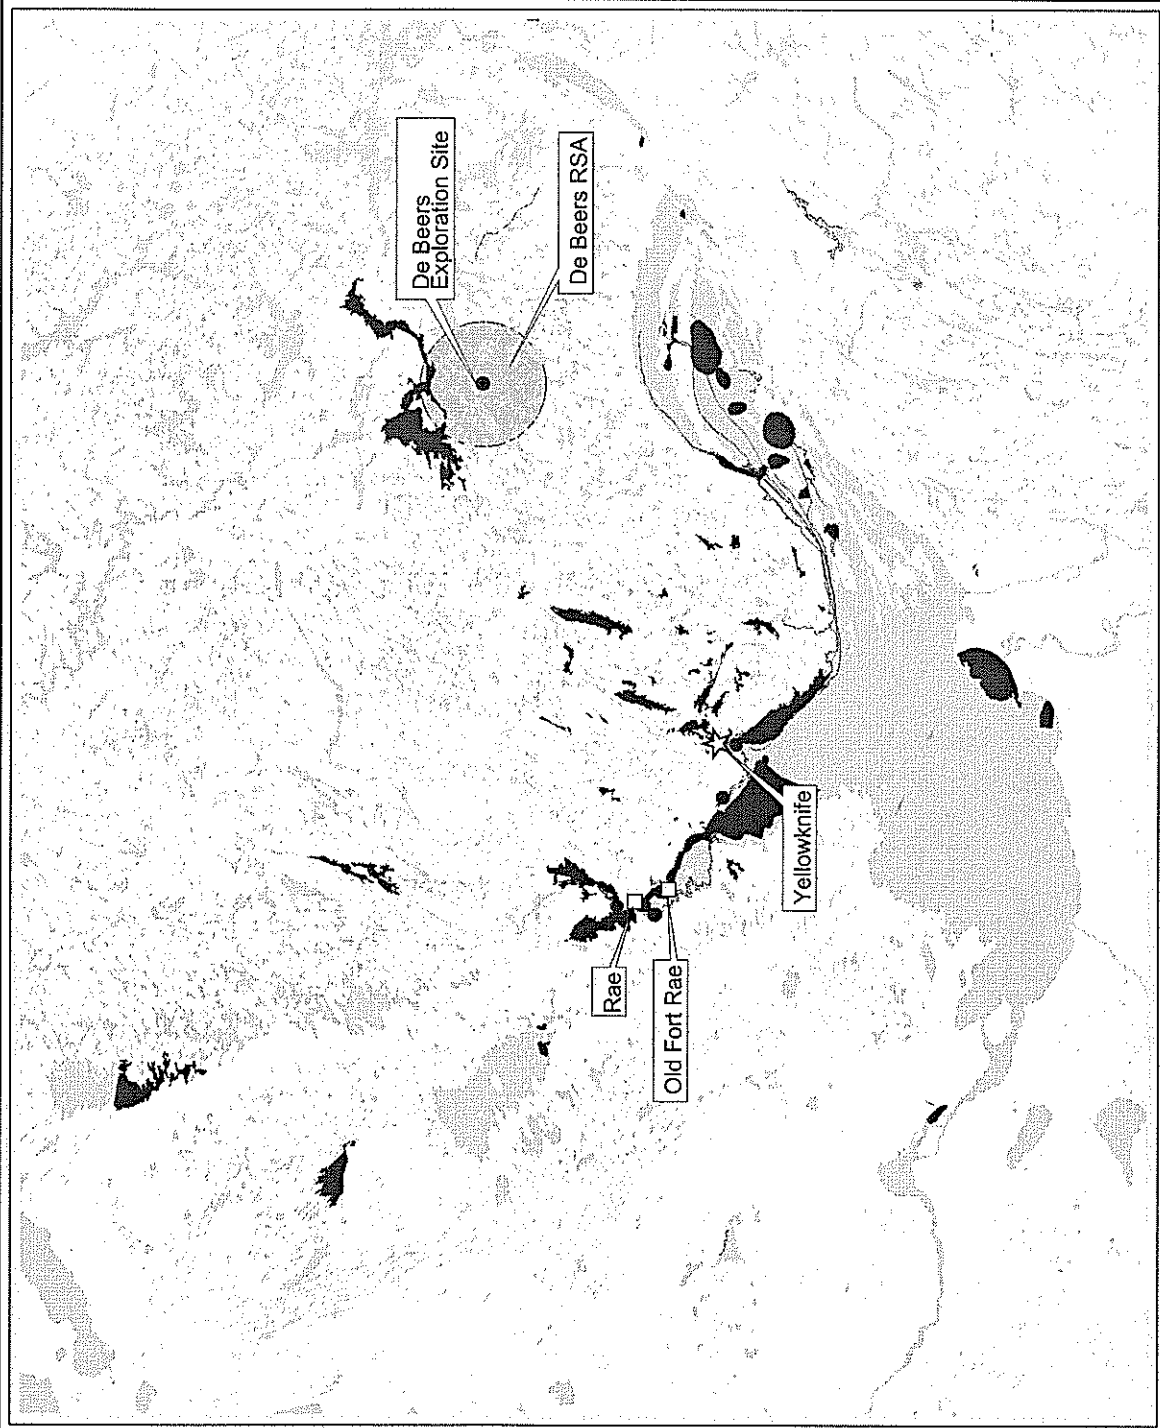 De Beers
Exploration Site
De Beers RSA
Rae
Old Fort Rae
Yellowknife